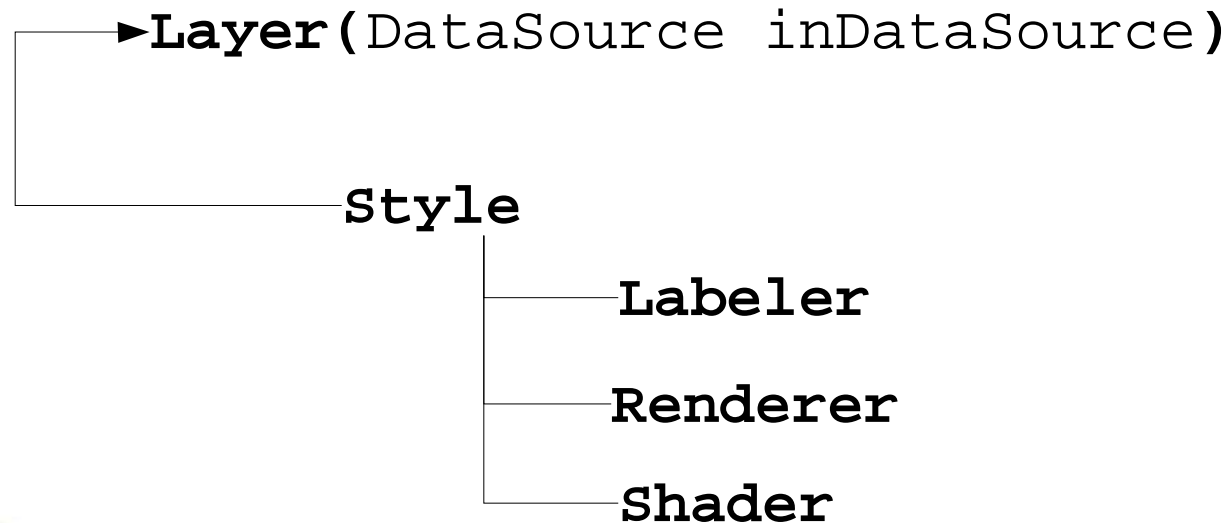 Layer(DataSource inDataSource)
Style
Labeler
Renderer
Shader